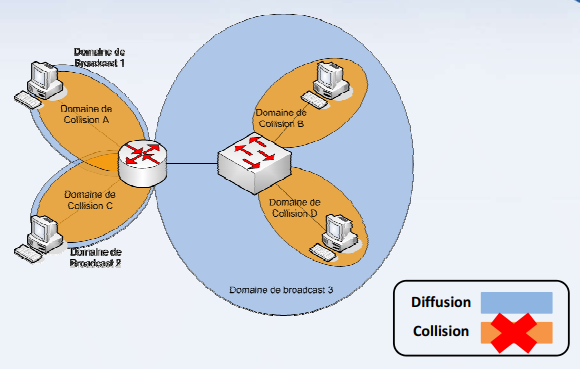 Domaine de
Broadcast 1
Domaine de
Collision A
Domaine de
Collision B
Domaine de
Collision C
Domaine de
Collision D
Domaine de
Broadcast 2
Domaine de broadcast 3
Diffusion
Collision